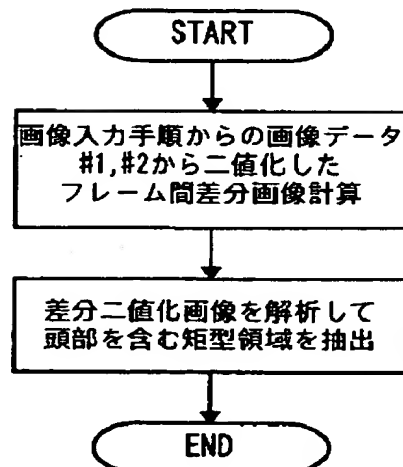 START
画像入力手順からの画像データ
#1,#2から二値化した
フレーム間差分画像計算
差分二値化画像を解析して
頭部を含む矩型領域を抽出
END